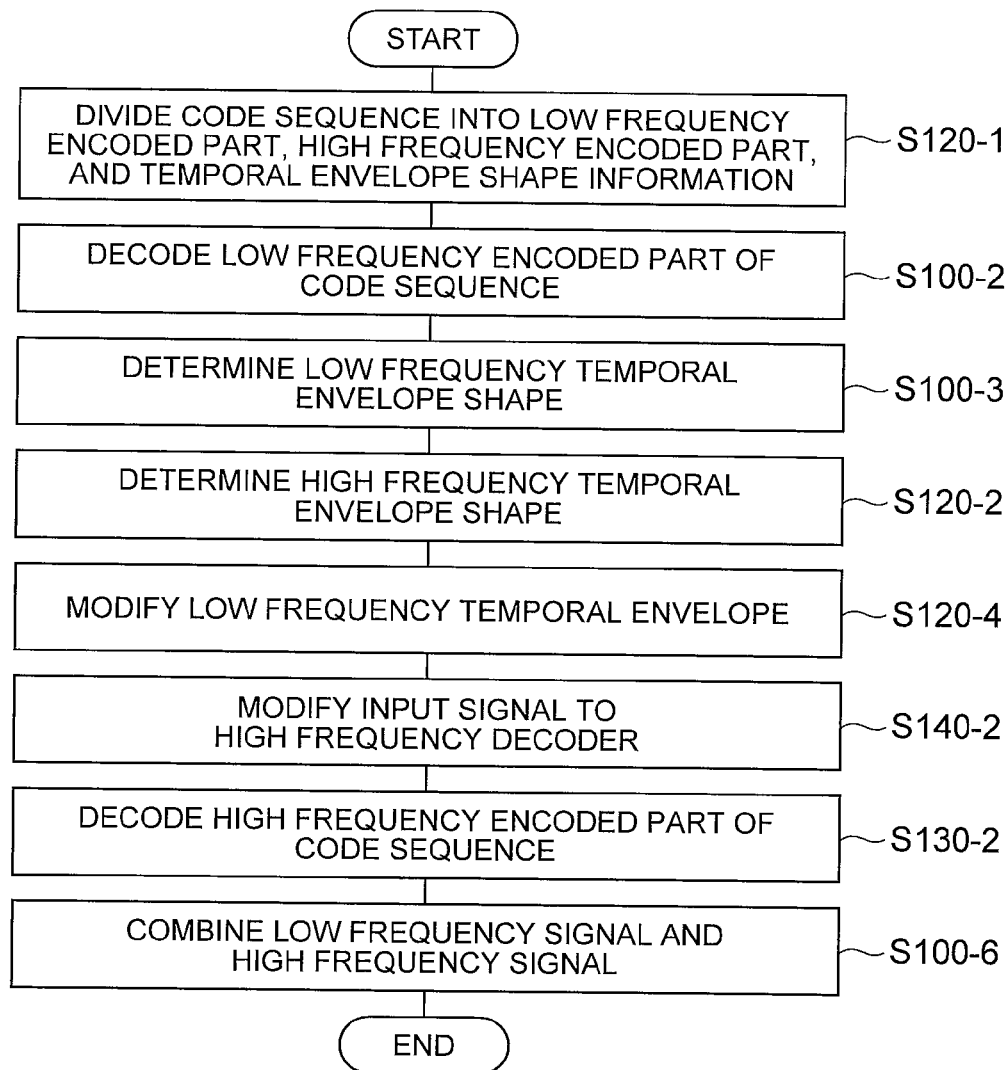 START
DIVIDE CODE SEQUENCE INTO LOW FREQUENCY
ENCODED PART, HIGH FREQUENCY ENCODED PART,
AND TEMPORAL ENVELOPE SHAPE INFORMATION
S120-1
DECODE LOW FREQUENCY ENCODED PART OF
CODE SEQUENCE
S100-2
DETERMINE LOW FREQUENCY TEMPORAL
ENVELOPE SHAPE
S100-3
DETERMINE HIGH FREQUENCY TEMPORAL
ENVELOPE SHAPE
S120-2
MODIFY LOW FREQUENCY TEMPORAL ENVELOPE
S120-4
MODIFY INPUT SIGNAL TO
HIGH FREQUENCY DECODER
S140-2
DECODE HIGH FREQUENCY ENCODED PART OF
CODE SEQUENCE
S130-2
COMBINE LOW FREQUENCY SIGNAL AND
HIGH FREQUENCY SIGNAL
S100-6
END